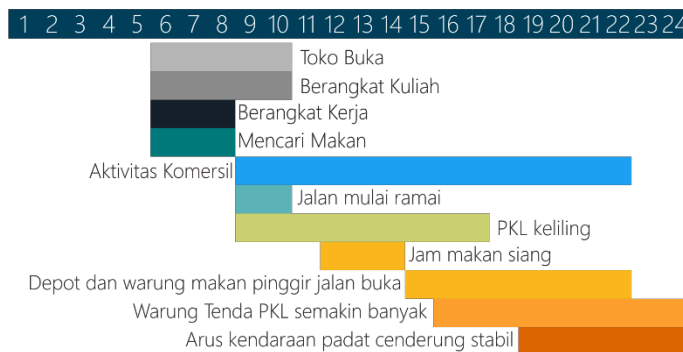 1 2 3 4 5 6 7 8 9 10 11 12 13 14 15 16 17 18 19 20 21 22 23 24
Toko Buka
Berangkat Kuliah
Berangkat Kerja
Mencari Makan
Aktivitas Komersil
Jalan mulai ramai
PKL keliling
Jam makan siang
Depot dan warung makan pinggir jalan buka
Warung Tenda PKL semakin banyak
Arus kendaraan padat cenderung stabil